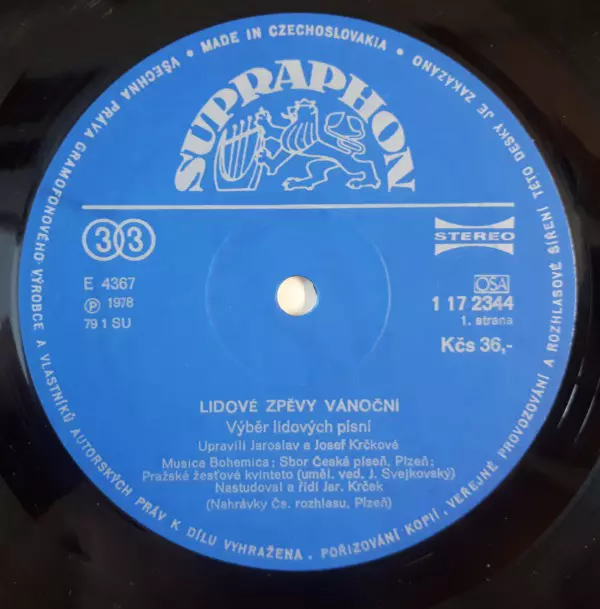 VŠECHNA PRÁVA GRAMOFONOVÉHO VÝROBCE A VLASTNÍKŮ AUTORSKÝCH PRÁV K DÍLU VYHRAŽENA. POŘIZOVÁNÍ KOPIÍ, VEŘEJNÉ PROVOZOVÁNÍ A ROZHLASOVÉ ŠÍŘENÍ TÉTO DESKY JE ZAKÁZÁNO • MADE IN CZECHOSLOVAKIA •
SUPRAPHON
33
STEREO
E 4367
Ⓟ 1978
79 1 SU
OSA
1 17 2344
1. strana
Kčs 36,-
LIDOVÉ ZPĚVY VÁNOČNÍ
Výběr lidových písní
Upravili Jaroslav a Josef Krčkové
Musica Bohemica; Sbor Česká píseň, Plzeň;
Pražské žesťové kvinteto (uměl. ved. J. Svejkovský)
Nastudoval a řídí Jar. Krček
(Nahrávky Čs. rozhlasu, Plzeň)